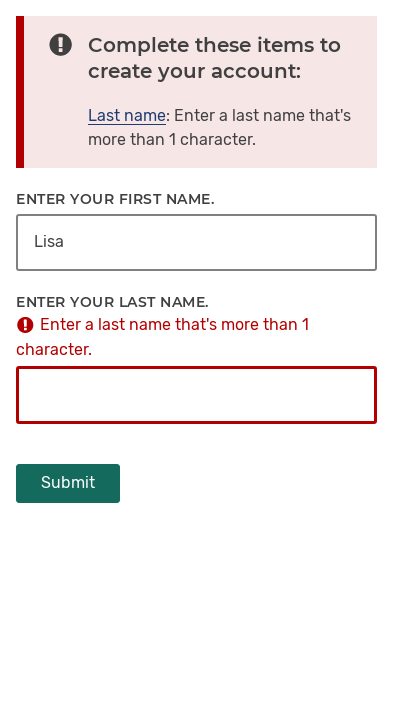 Complete these items to
create your account:
Last name: Enter a last name that's
more than 1 character.
ENTER YOUR FIRST NAME.
Lisa
ENTER YOUR LAST NAME.
Enter a last name that's more than 1
character.
Submit